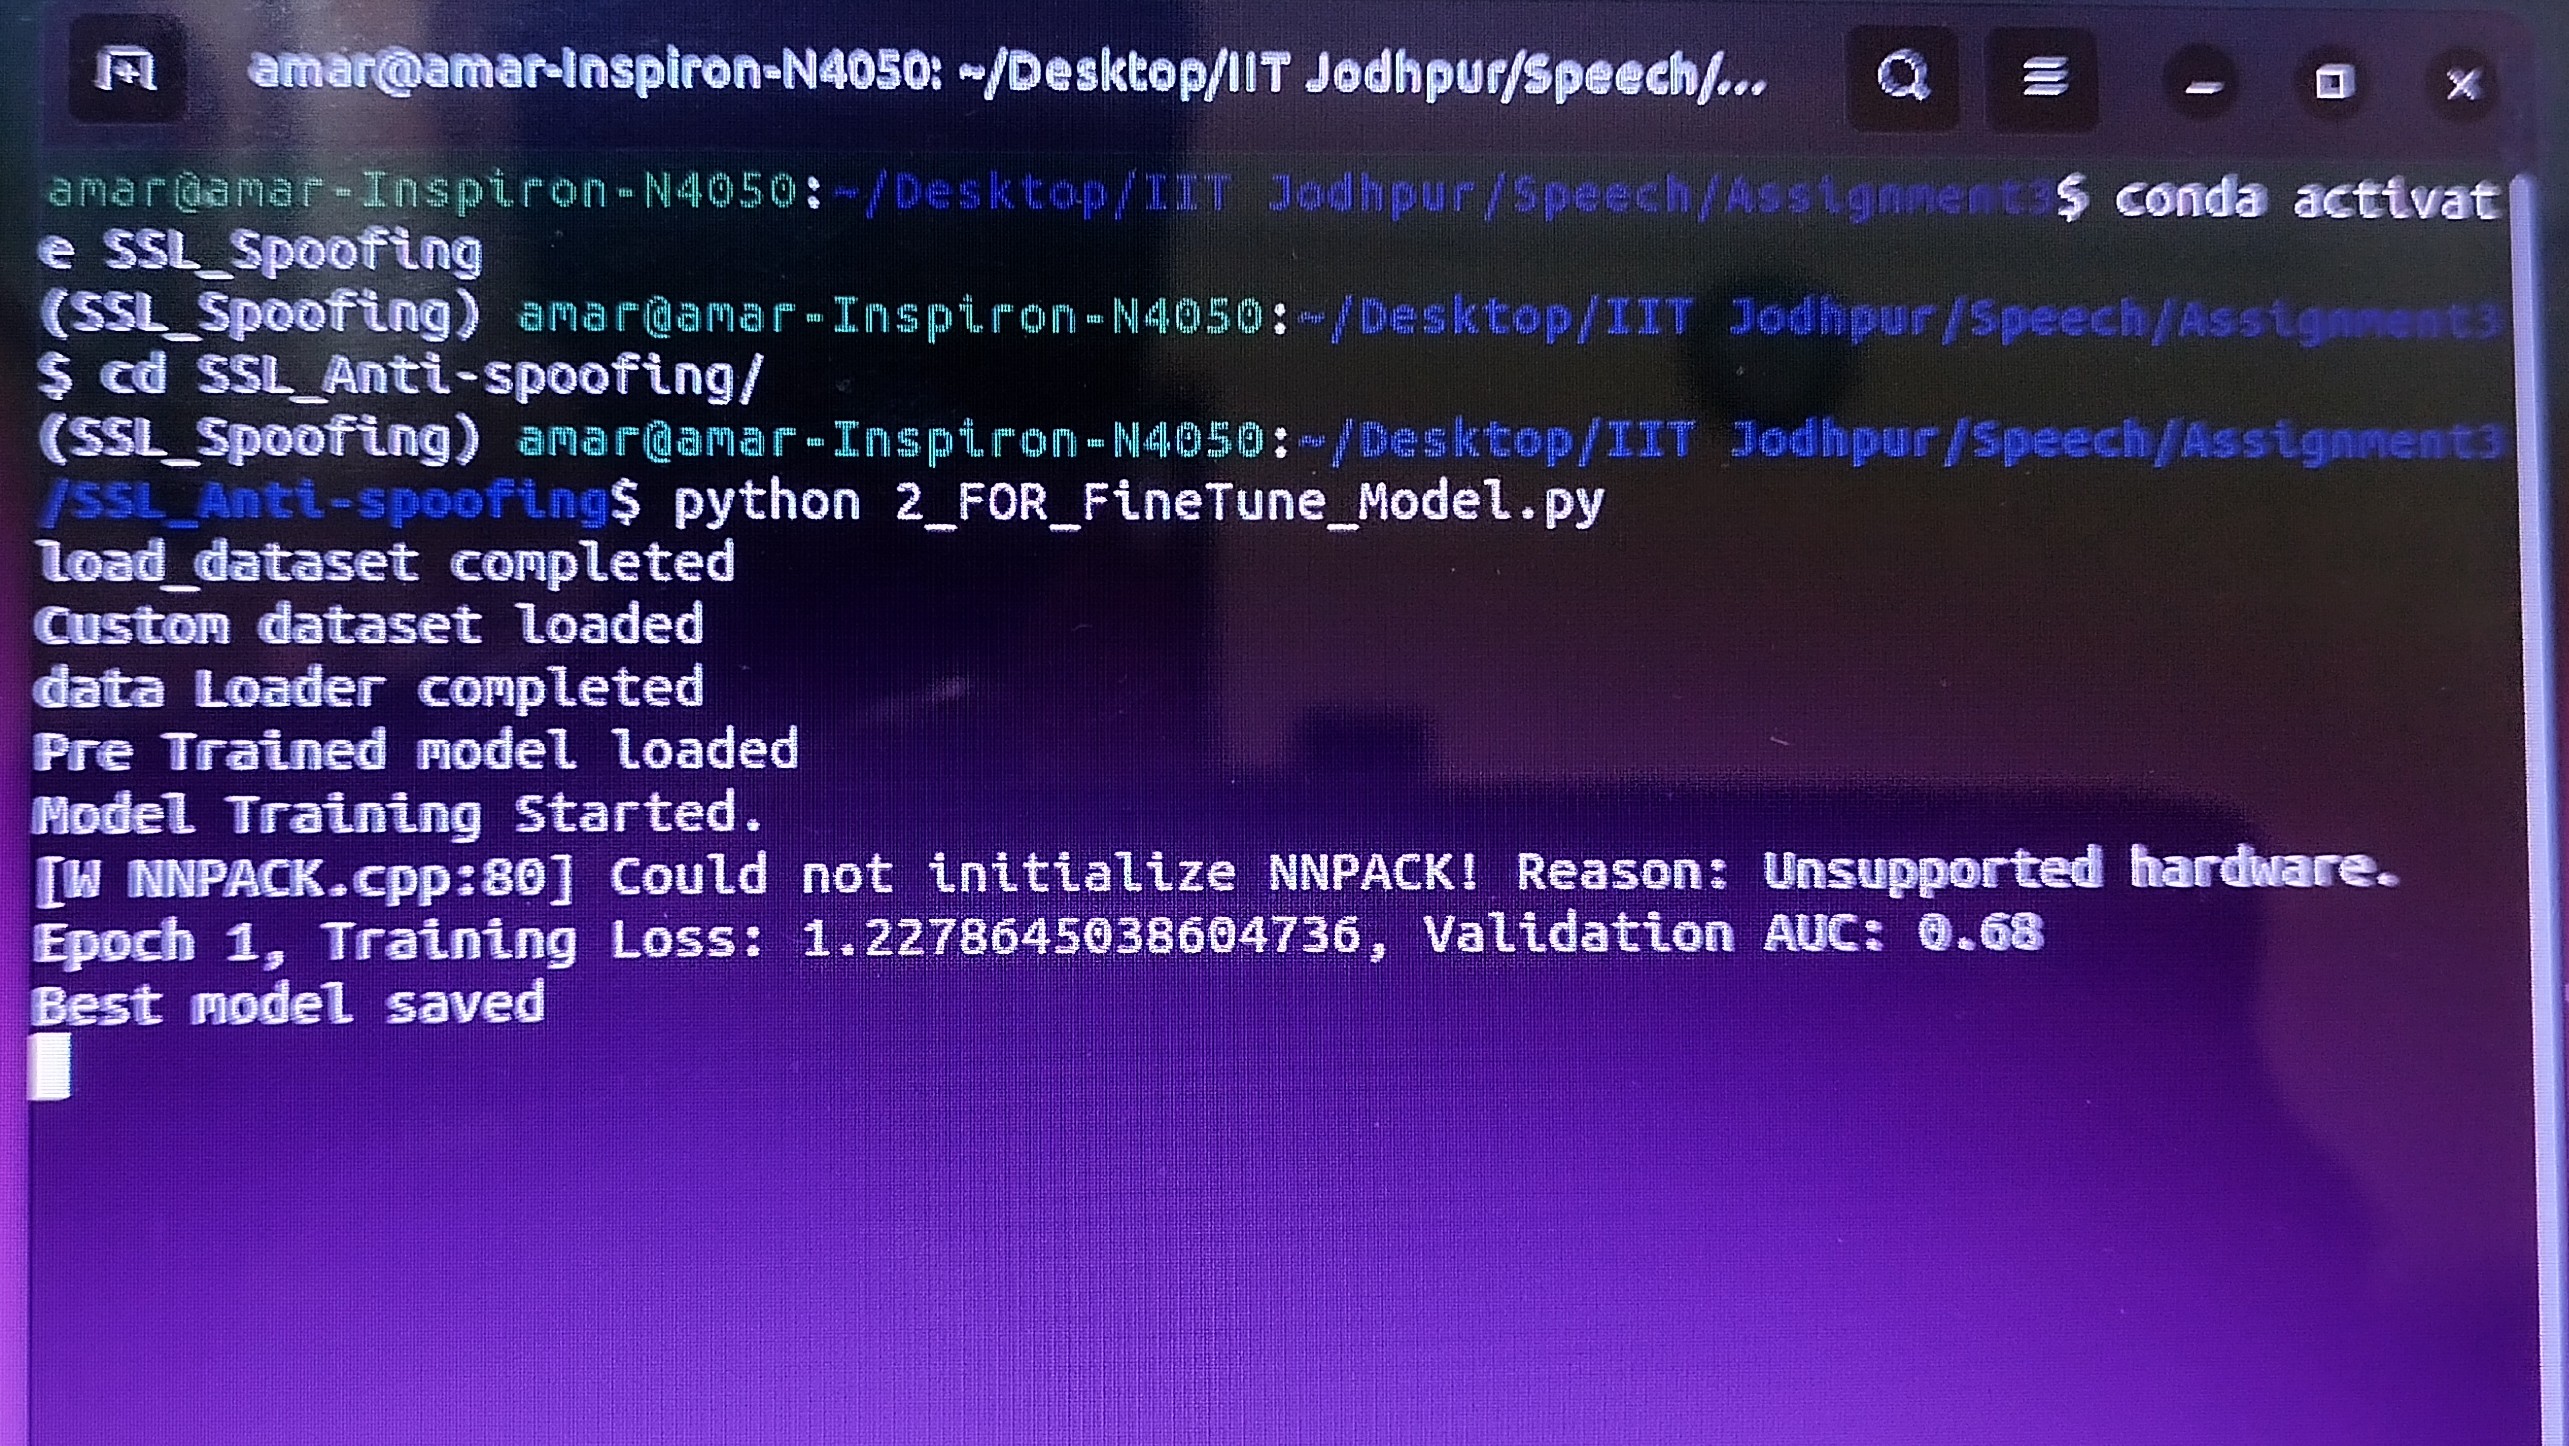 amar@amar-Inspiron-N4050: ~/Desktop/IIT Jodhpur/Speech/...
amar@amar-Inspiron-N4050:~/Desktop/IIT Jodhpur/Speech/Assignment3$ conda activat
e SSL_Spoofing
(SSL_Spoofing) amar@amar-Inspiron-N4050:~/Desktop/IIT Jodhpur/Speech/Assignment3
$ cd SSL_Anti-spoofing/
(SSL_Spoofing) amar@amar-Inspiron-N4050:~/Desktop/IIT Jodhpur/Speech/Assignment3
/SSL_Anti-spoofing$ python 2_FOR_FineTune_Model.py
load_dataset completed
Custom dataset loaded
data Loader completed
Pre Trained model loaded
Model Training Started.
[W NNPACK.cpp:80] Could not initialize NNPACK! Reason: Unsupported hardware.
Epoch 1, Training Loss: 1.2278645038604736, Validation AUC: 0.68
Best model saved